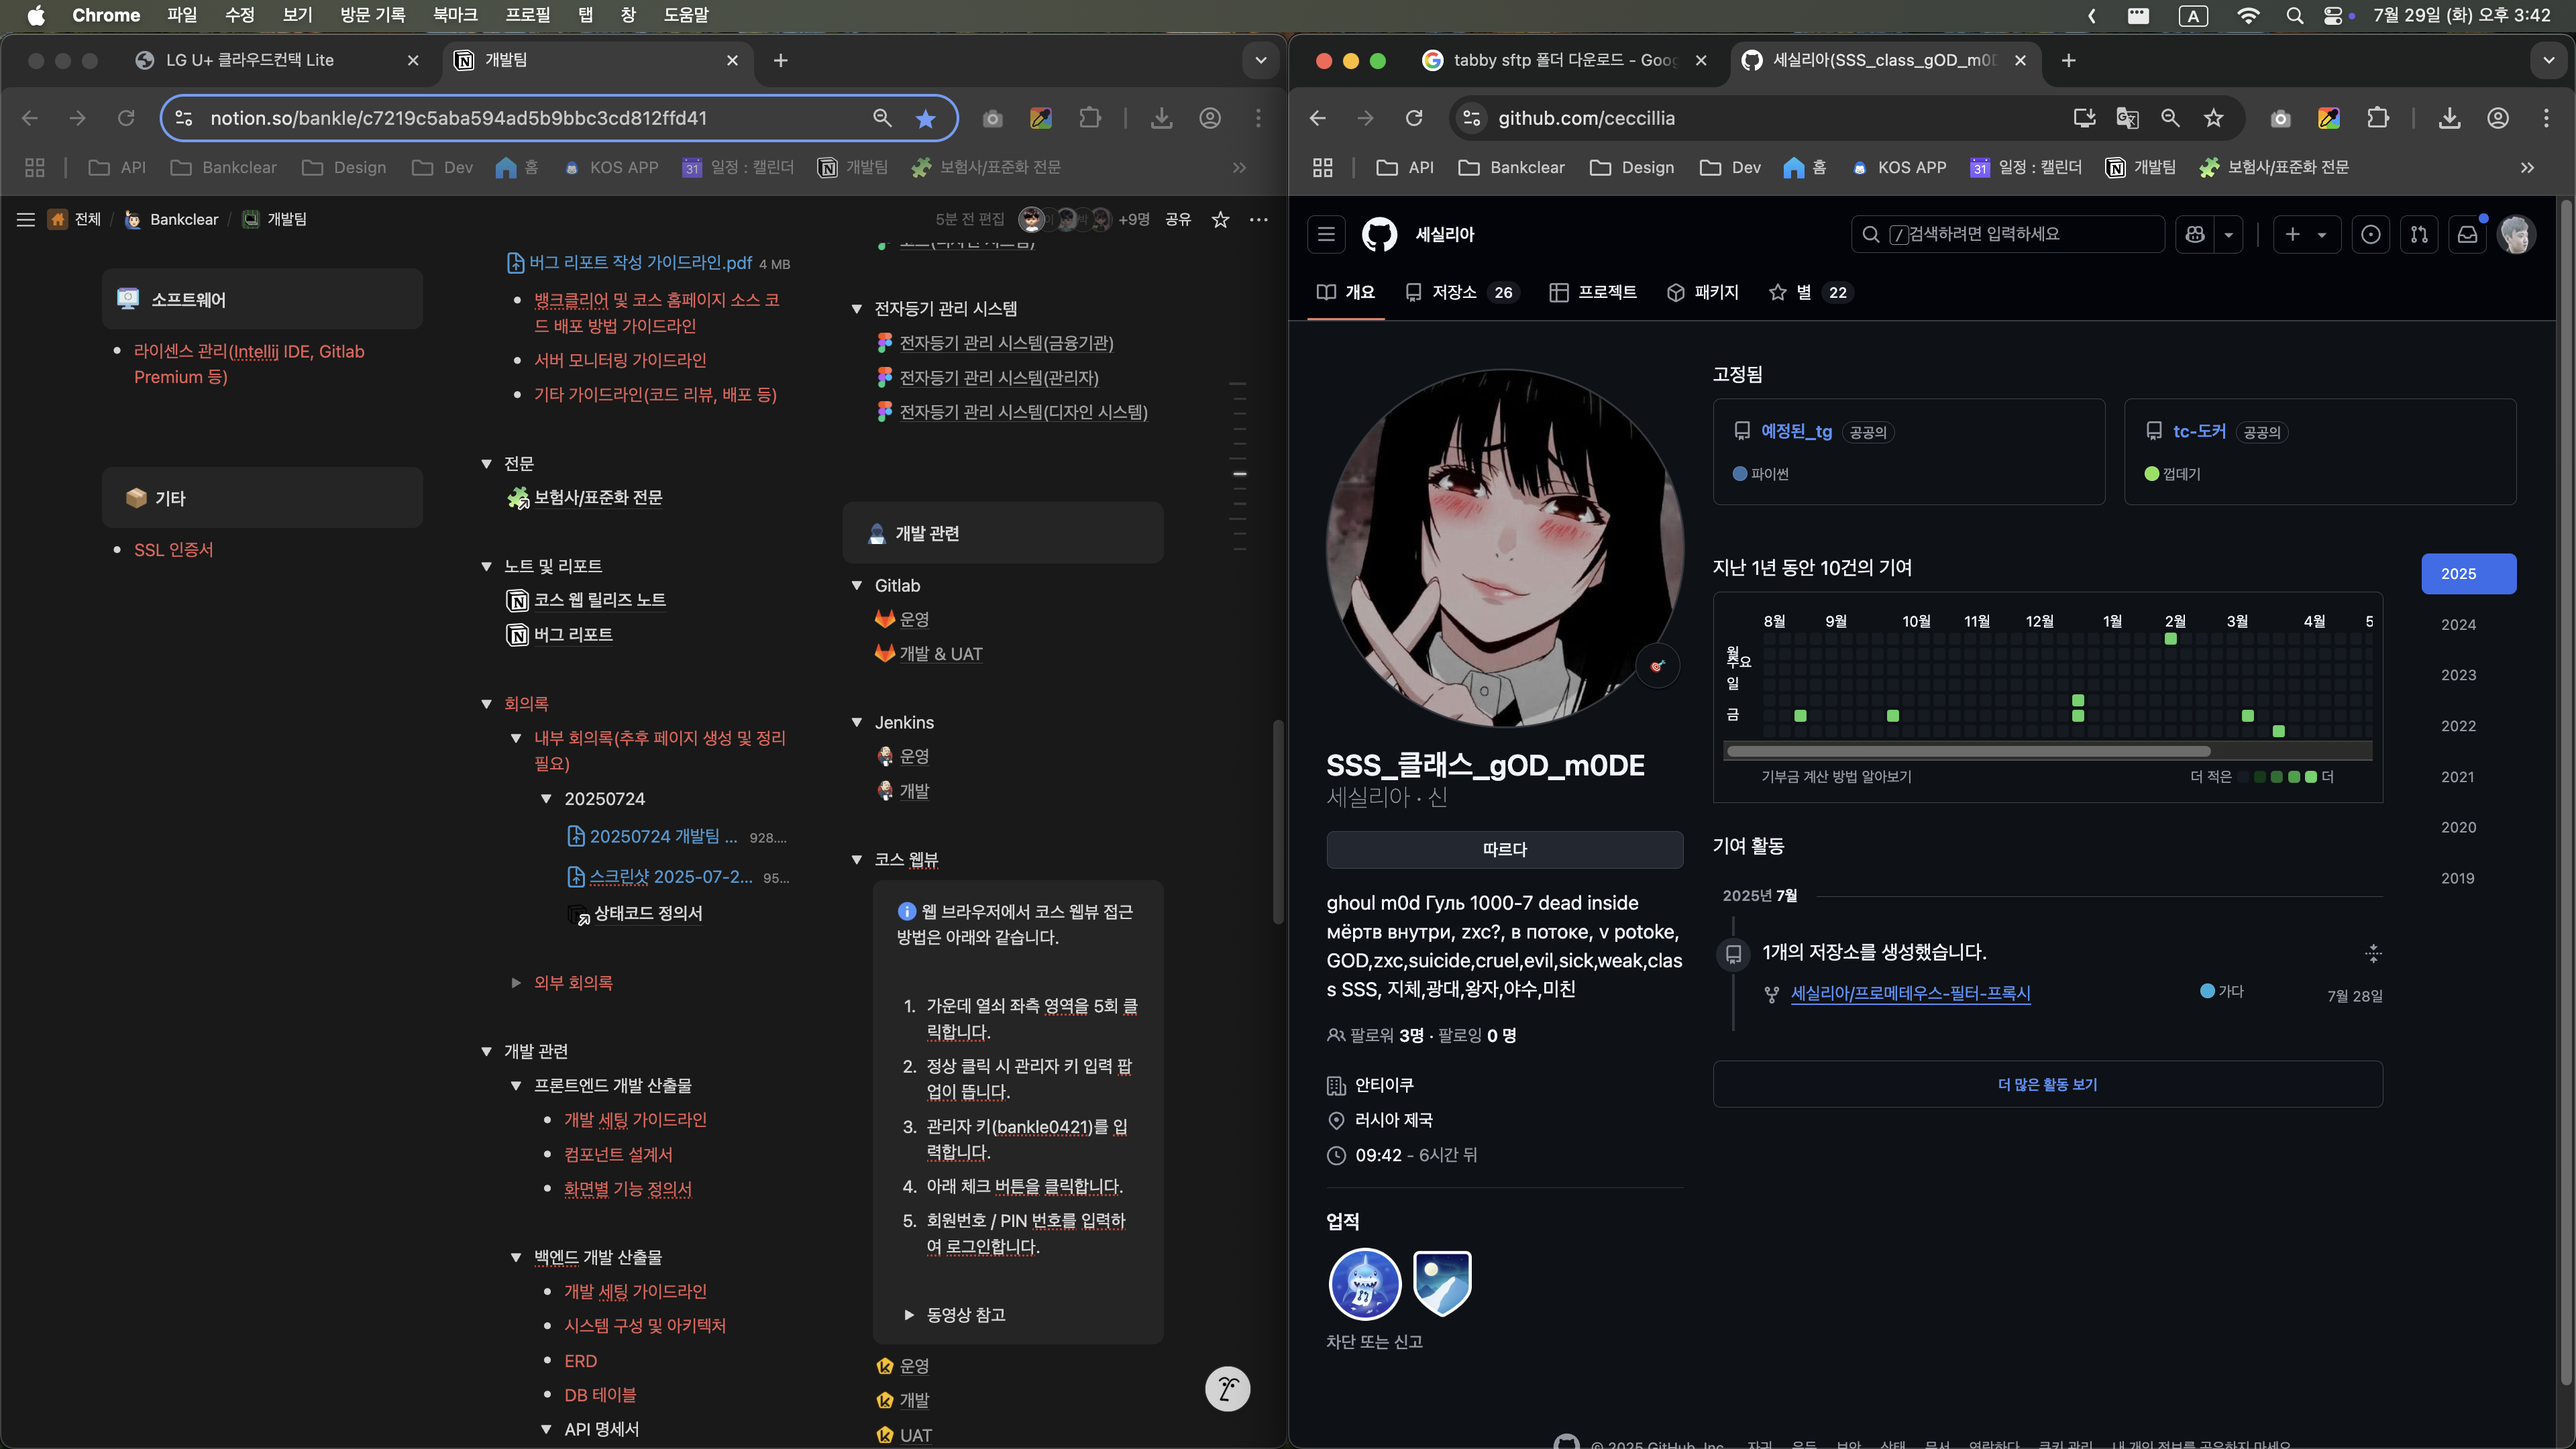 Chrome 파일 수정 보기 방문 기록 북마크 프로필 탭 창 도움말 A 7월 29일 (화) 오후 3:42
LG U+ 클라우드컨택 Lite
개발팀
notion.so/bankle/c7219c5aba594ad5b9bbc3cd812ffd41
API Bankclear Design Dev 홈 KOS APP 31 일정 : 캘린더 개발팀 보험사/표준화 전문
전체 / Bankclear / 개발팀
5분 전 편집 +9명 공유
소프트웨어
라이센스 관리(Intellij IDE, Gitlab
Premium 등)
기타
SSL 인증서
버그 리포트 작성 가이드라인.pdf 4 MB
뱅크클리어 및 코스 홈페이지 소스 코
드 배포 방법 가이드라인
서버 모니터링 가이드라인
기타 가이드라인(코드 리뷰, 배포 등)
전문
보험사/표준화 전문
노트 및 리포트
코스 웹 릴리즈 노트
버그 리포트
회의록
내부 회의록(추후 페이지 생성 및 정리
필요)
20250724
20250724 개발팀 ... 928....
스크린샷 2025-07-2... 95...
상태코드 정의서
외부 회의록
개발 관련
프론트엔드 개발 산출물
개발 세팅 가이드라인
컴포넌트 설계서
화면별 기능 정의서
백엔드 개발 산출물
개발 세팅 가이드라인
시스템 구성 및 아키텍처
ERD
DB 테이블
API 명세서
전자등기 관리 시스템
전자등기 관리 시스템(금융기관)
전자등기 관리 시스템(관리자)
전자등기 관리 시스템(디자인 시스템)
개발 관련
Gitlab
운영
개발 & UAT
Jenkins
운영
개발
코스 웹뷰
웹 브라우저에서 코스 웹뷰 접근
방법은 아래와 같습니다.
1. 가운데 열쇠 좌측 영역을 5회 클
릭합니다.
2. 정상 클릭 시 관리자 키 입력 팝
업이 뜹니다.
3. 관리자 키(bankle0421)를 입
력합니다.
4. 아래 체크 버튼을 클릭합니다.
5. 회원번호 / PIN 번호를 입력하
여 로그인합니다.
동영상 참고
운영
개발
UAT
tabby sftp 폴더 다운로드 - Goog
세실리아(SSS_class_gOD_m0D
github.com/ceccillia
API Bankclear Design Dev 홈 KOS APP 31 일정 : 캘린더 개발팀 보험사/표준화 전문
세실리아
/ 검색하려면 입력하세요
개요 저장소 26 프로젝트 패키지 별 22
SSS_클래스_gOD_m0DE
세실리아 · 신
따르다
ghoul m0d Гуль 1000-7 dead inside
мёртв внутри, zxc?, в потоке, v potoke,
GOD,zxc,suicide,cruel,evil,sick,weak,clas
s SSS, 지체,광대,왕자,야수,미친
팔로워 3명 · 팔로잉 0 명
안티이쿠
러시아 제국
09:42 - 6시간 뒤
업적
차단 또는 신고
고정됨
예정된_tg 공공의
파이썬
tc-도커 공공의
껍데기
지난 1년 동안 10건의 기여
8월 9월 10월 11월 12월 1월 2월 3월 4월 5
월
수요
일
금
기부금 계산 방법 알아보기
더 적은 더
2025
2024
2023
2022
2021
2020
2019
기여 활동
2025년 7월
1개의 저장소를 생성했습니다.
세실리아/프로메테우스-필터-프록시 가다 7월 28일
더 많은 활동 보기
© 2025 GitHub, Inc.